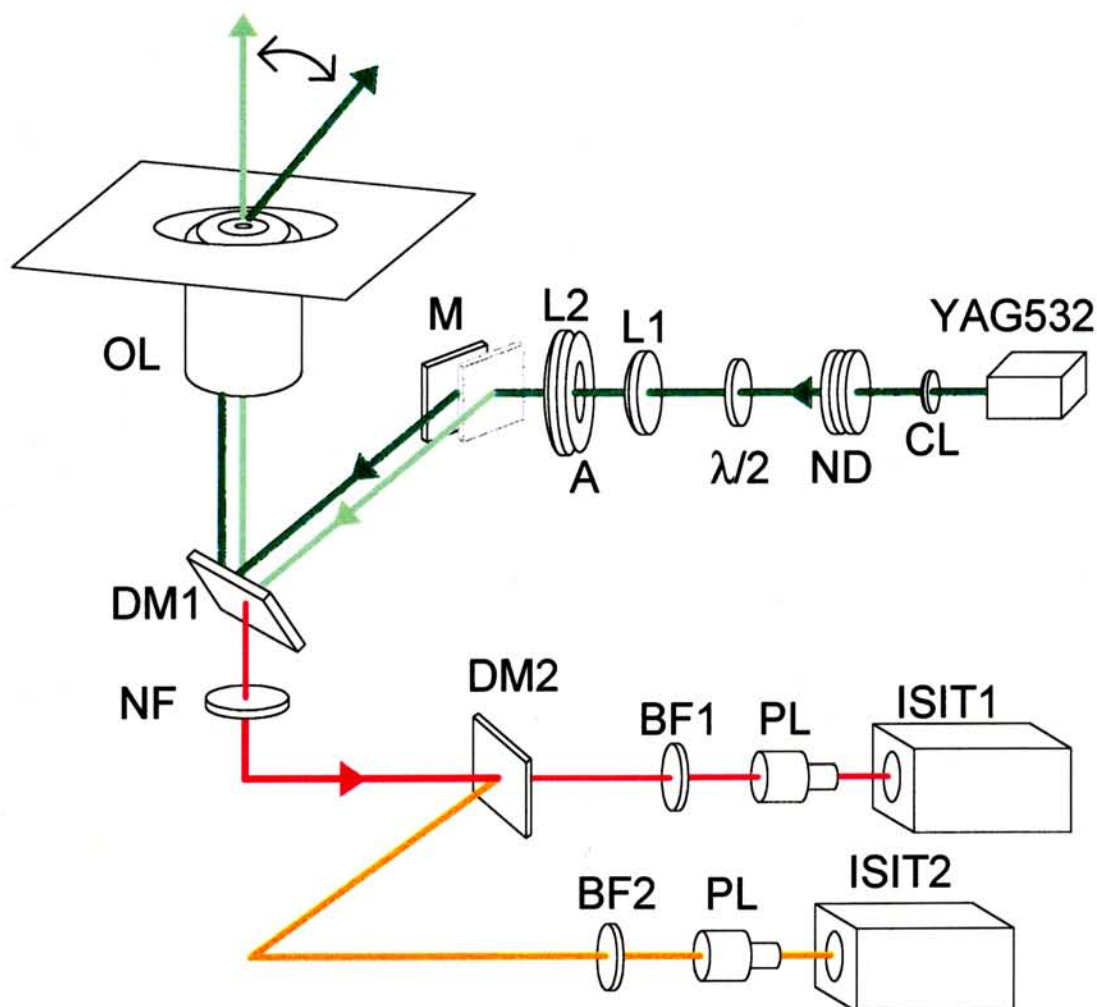 YAG532
L2
L1
M
OL
CL
A
λ/2
ND
DM1
DM2
NF
BF1
PL
ISIT1
BF2
PL
ISIT2